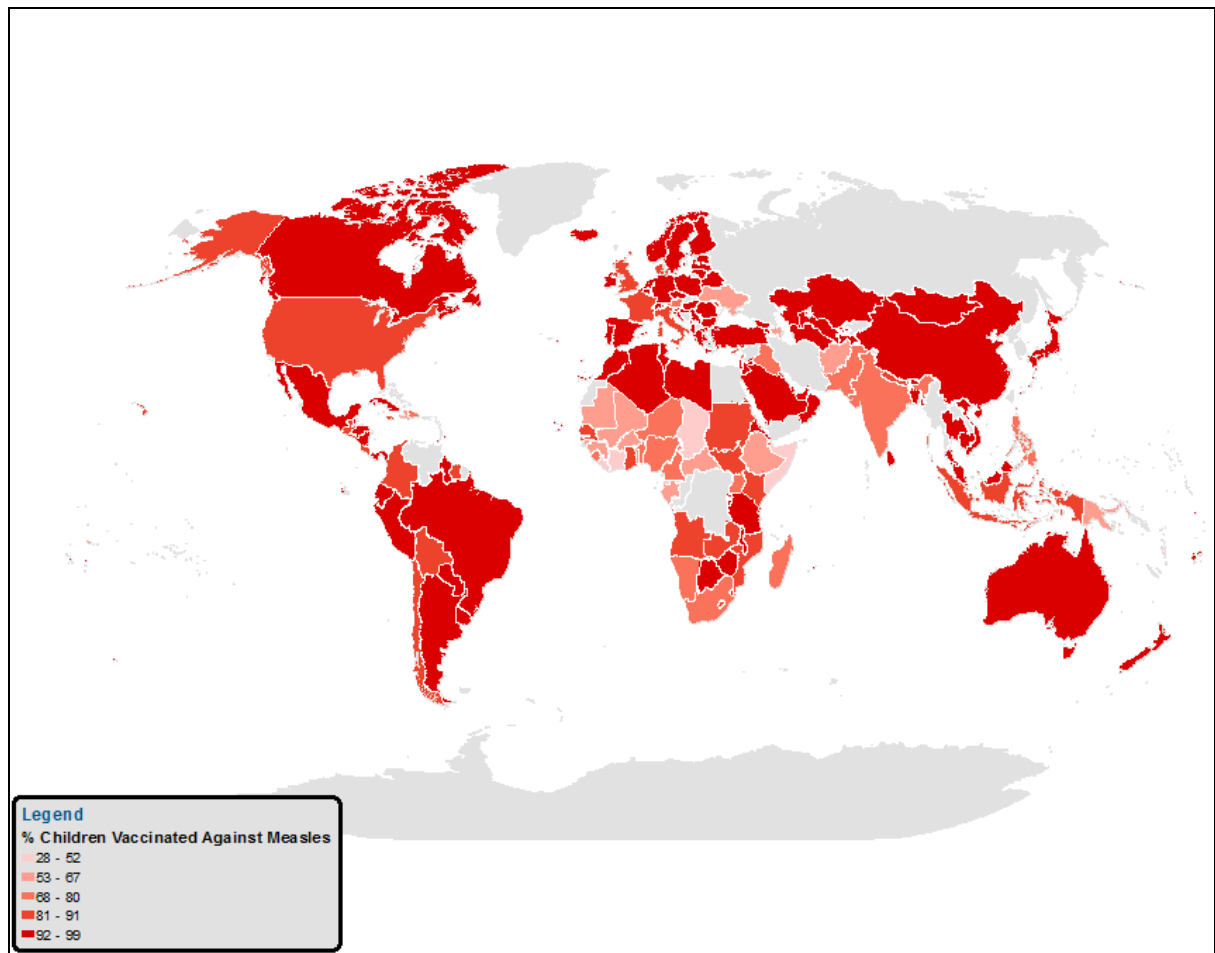 Legend
% Children Vaccinated Against Measles
28 - 52
53 - 67
68 - 80
81 - 91
92 - 99